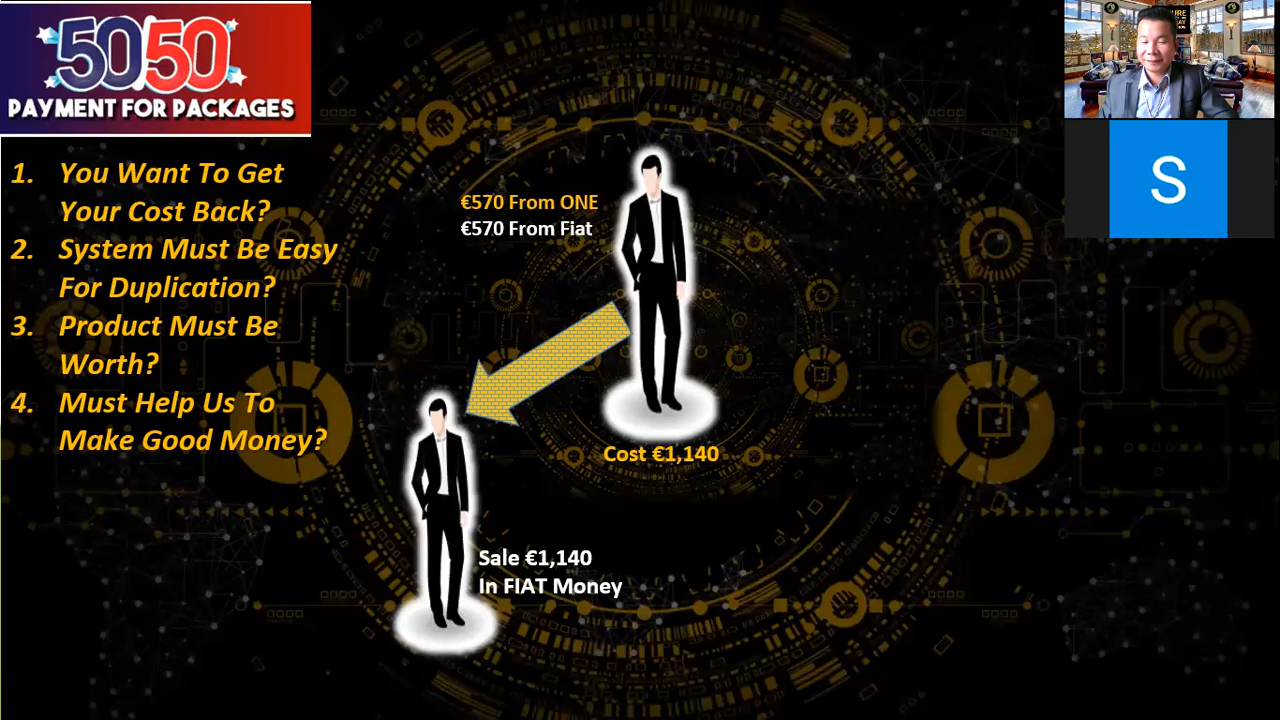 5050
PAYMENT FOR PACKAGES
1. You Want To Get
Your Cost Back?
2. System Must Be Easy
For Duplication?
3. Product Must Be
Worth?
4. Must Help Us To
Make Good Money?
€570 From ONE
€570 From Fiat
Cost €1,140
Sale €1,140
In FIAT Money
S